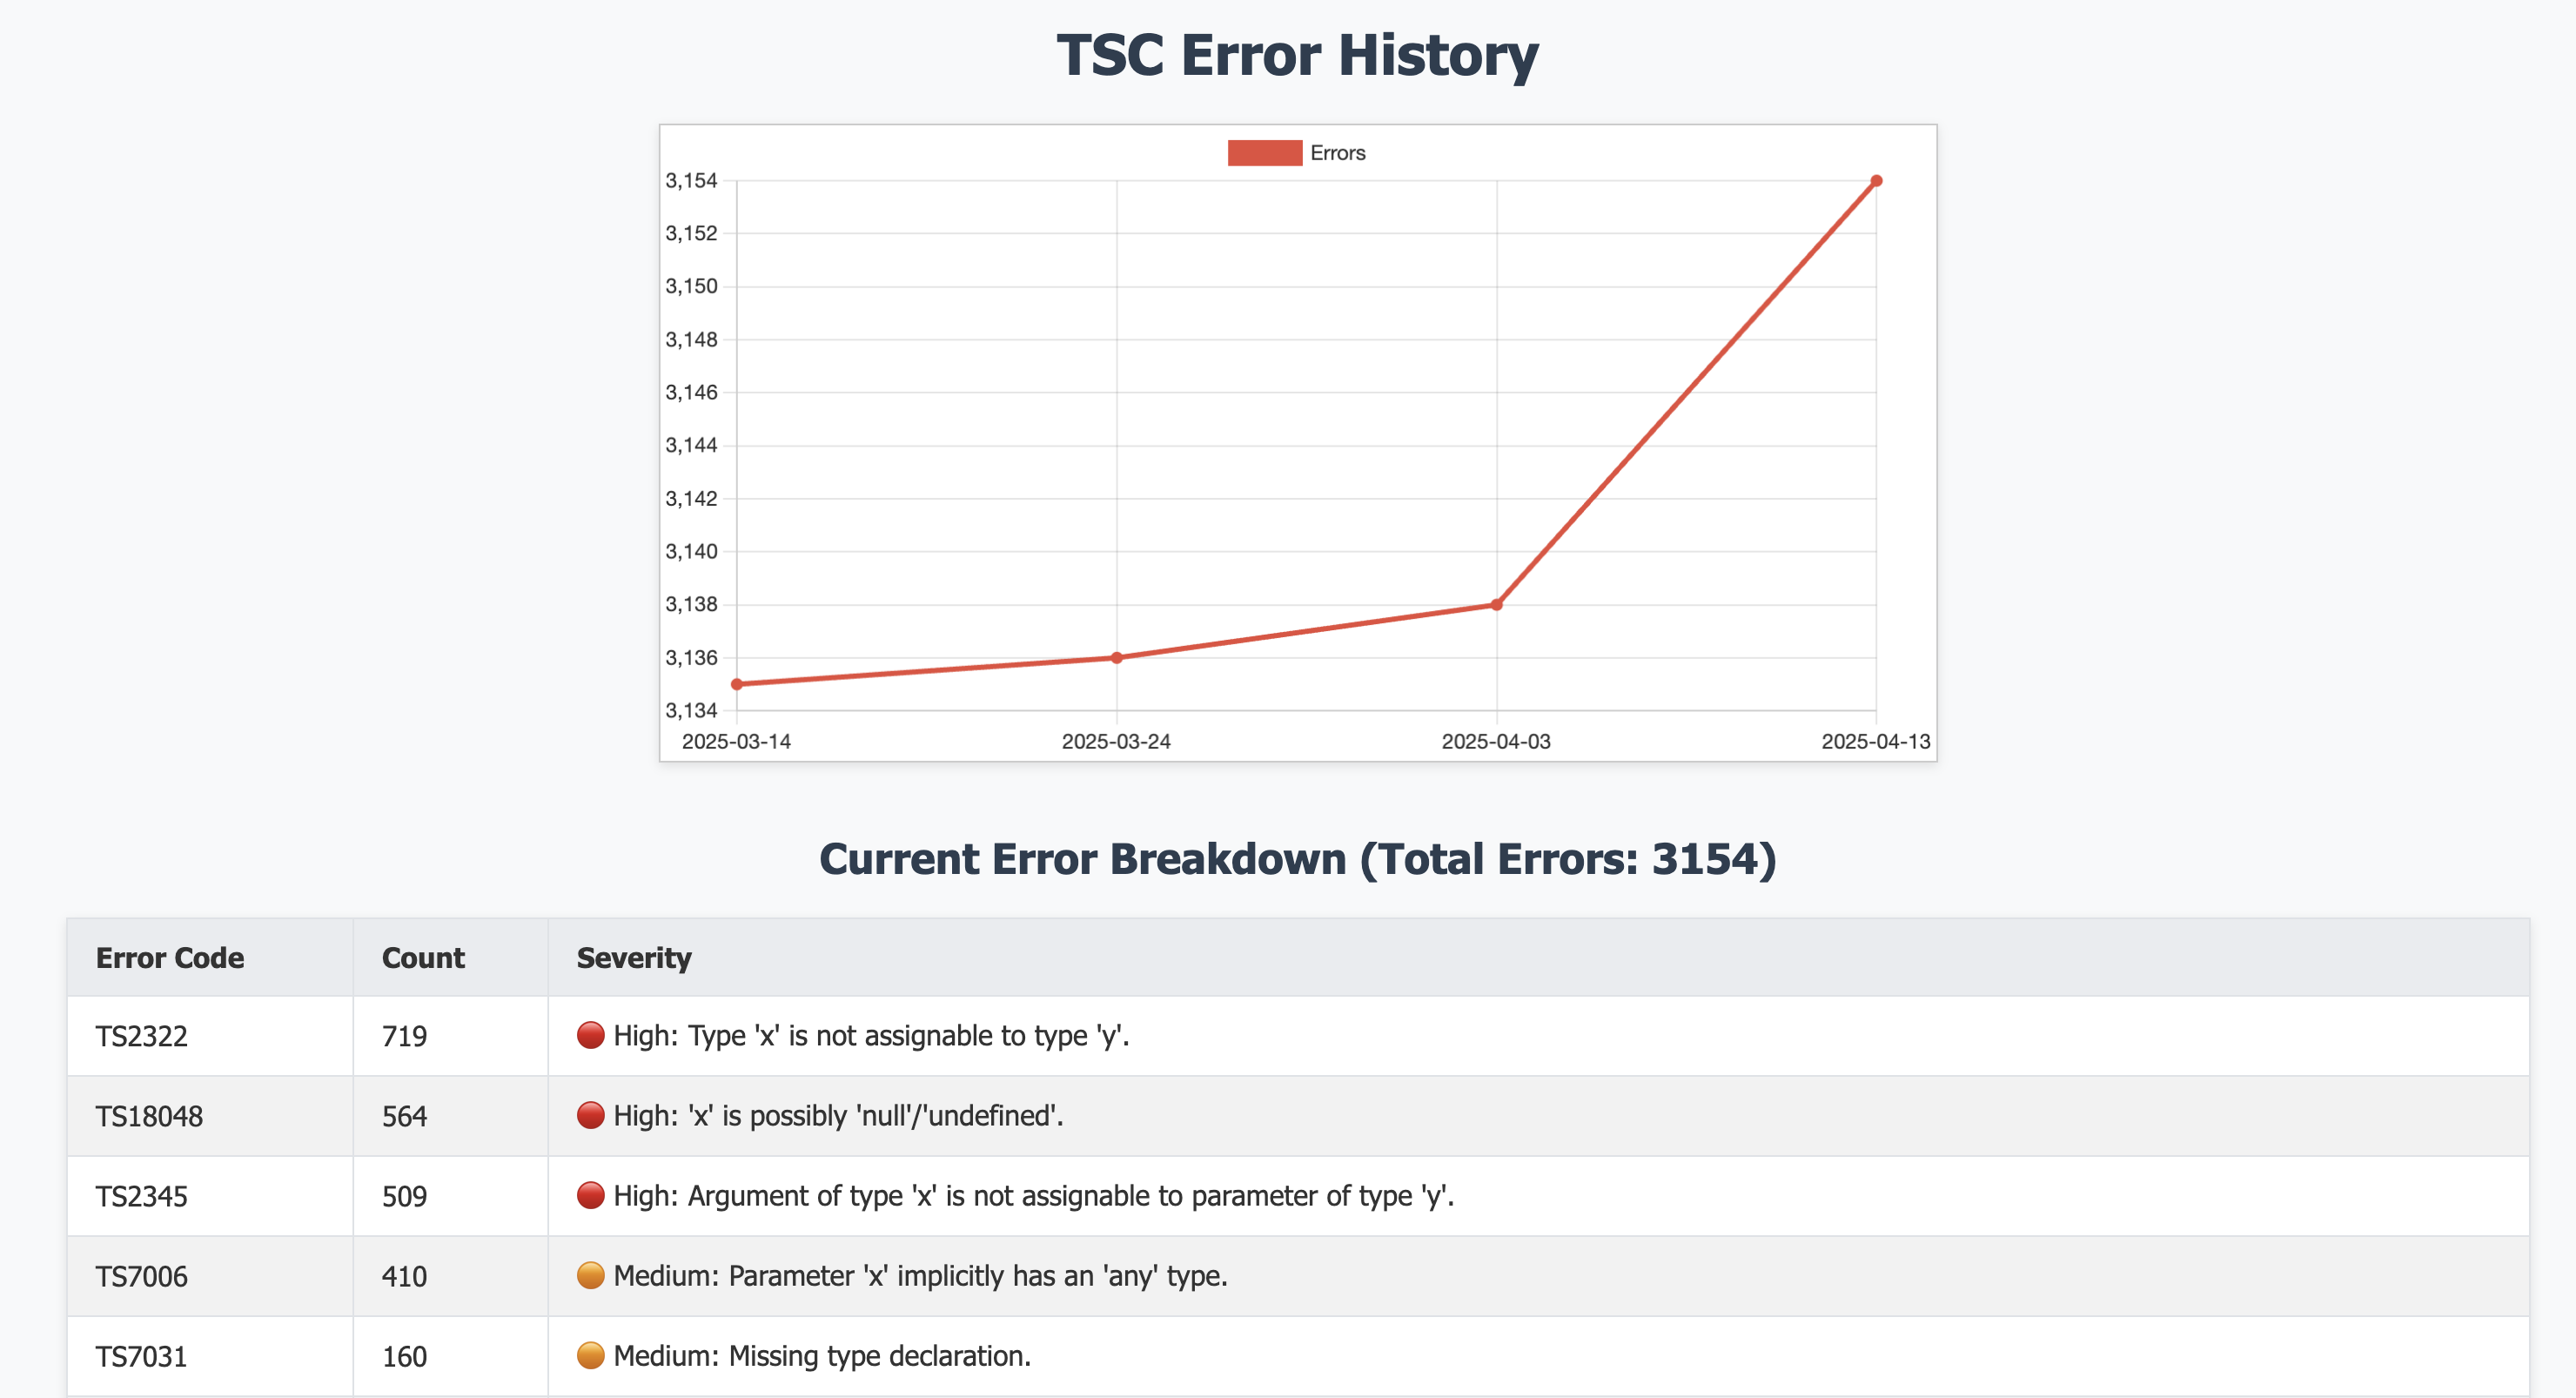 TSC Error History
Errors
3,154
3,152
3,150
3,148
3,146
3,144
3,142
3,140
3,138
3,136
3,134
2025-03-14 2025-03-24 2025-04-03 2025-04-13
Current Error Breakdown (Total Errors: 3154)
Error Code Count Severity
TS2322 719 High: Type 'x' is not assignable to type 'y'.
TS18048 564 High: 'x' is possibly 'null'/'undefined'.
TS2345 509 High: Argument of type 'x' is not assignable to parameter of type 'y'.
TS7006 410 Medium: Parameter 'x' implicitly has an 'any' type.
TS7031 160 Medium: Missing type declaration.